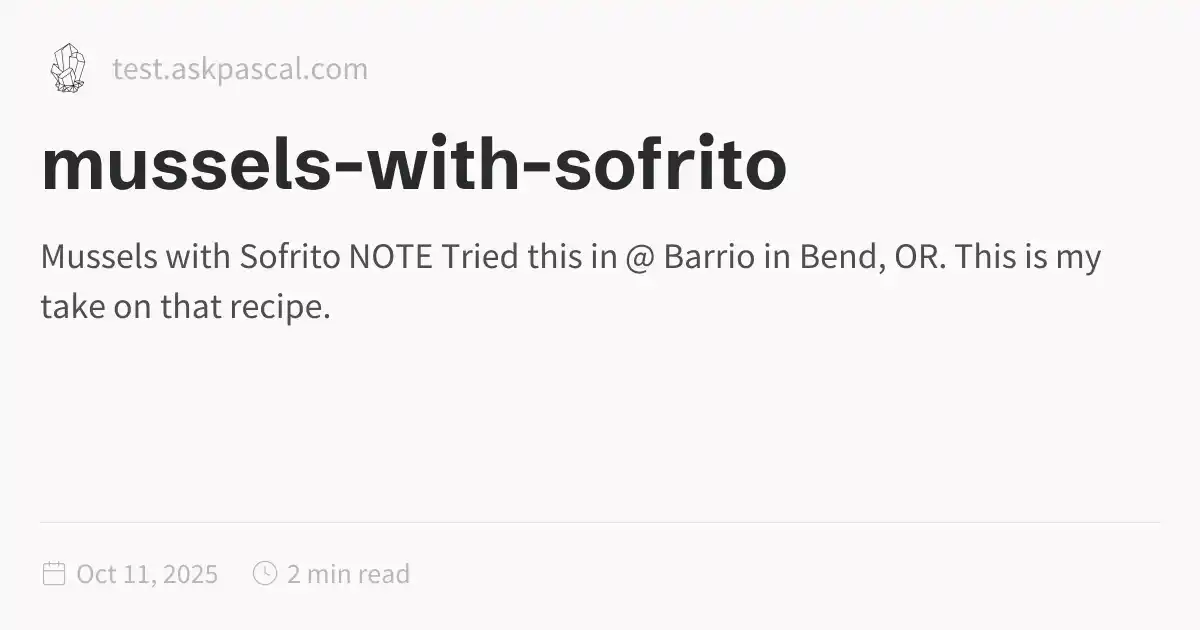 test.askpascal.com
mussels-with-sofrito
Mussels with Sofrito NOTE Tried this in @ Barrio in Bend, OR. This is my
take on that recipe.
Oct 11, 2025 2 min read